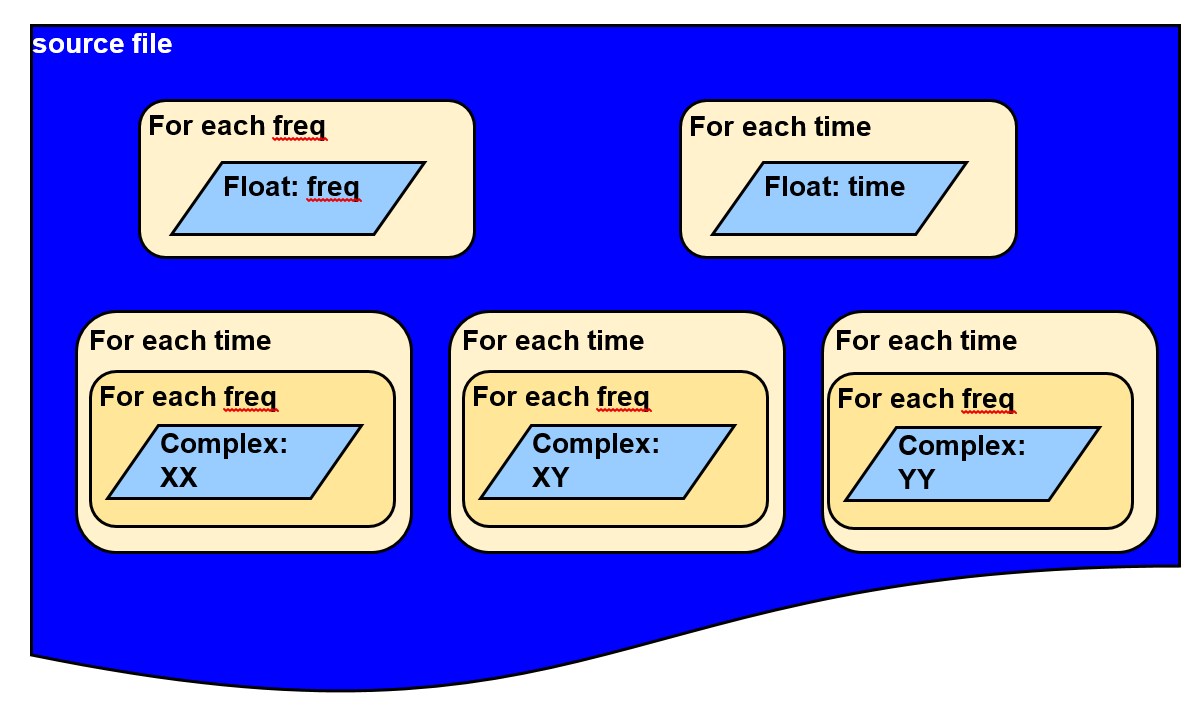 source file
For each freq
Float: freq
For each time
Float: time
For each time
For each freq
Complex:
XX
For each time
For each freq
Complex:
XY
For each time
For each freq
Complex:
YY